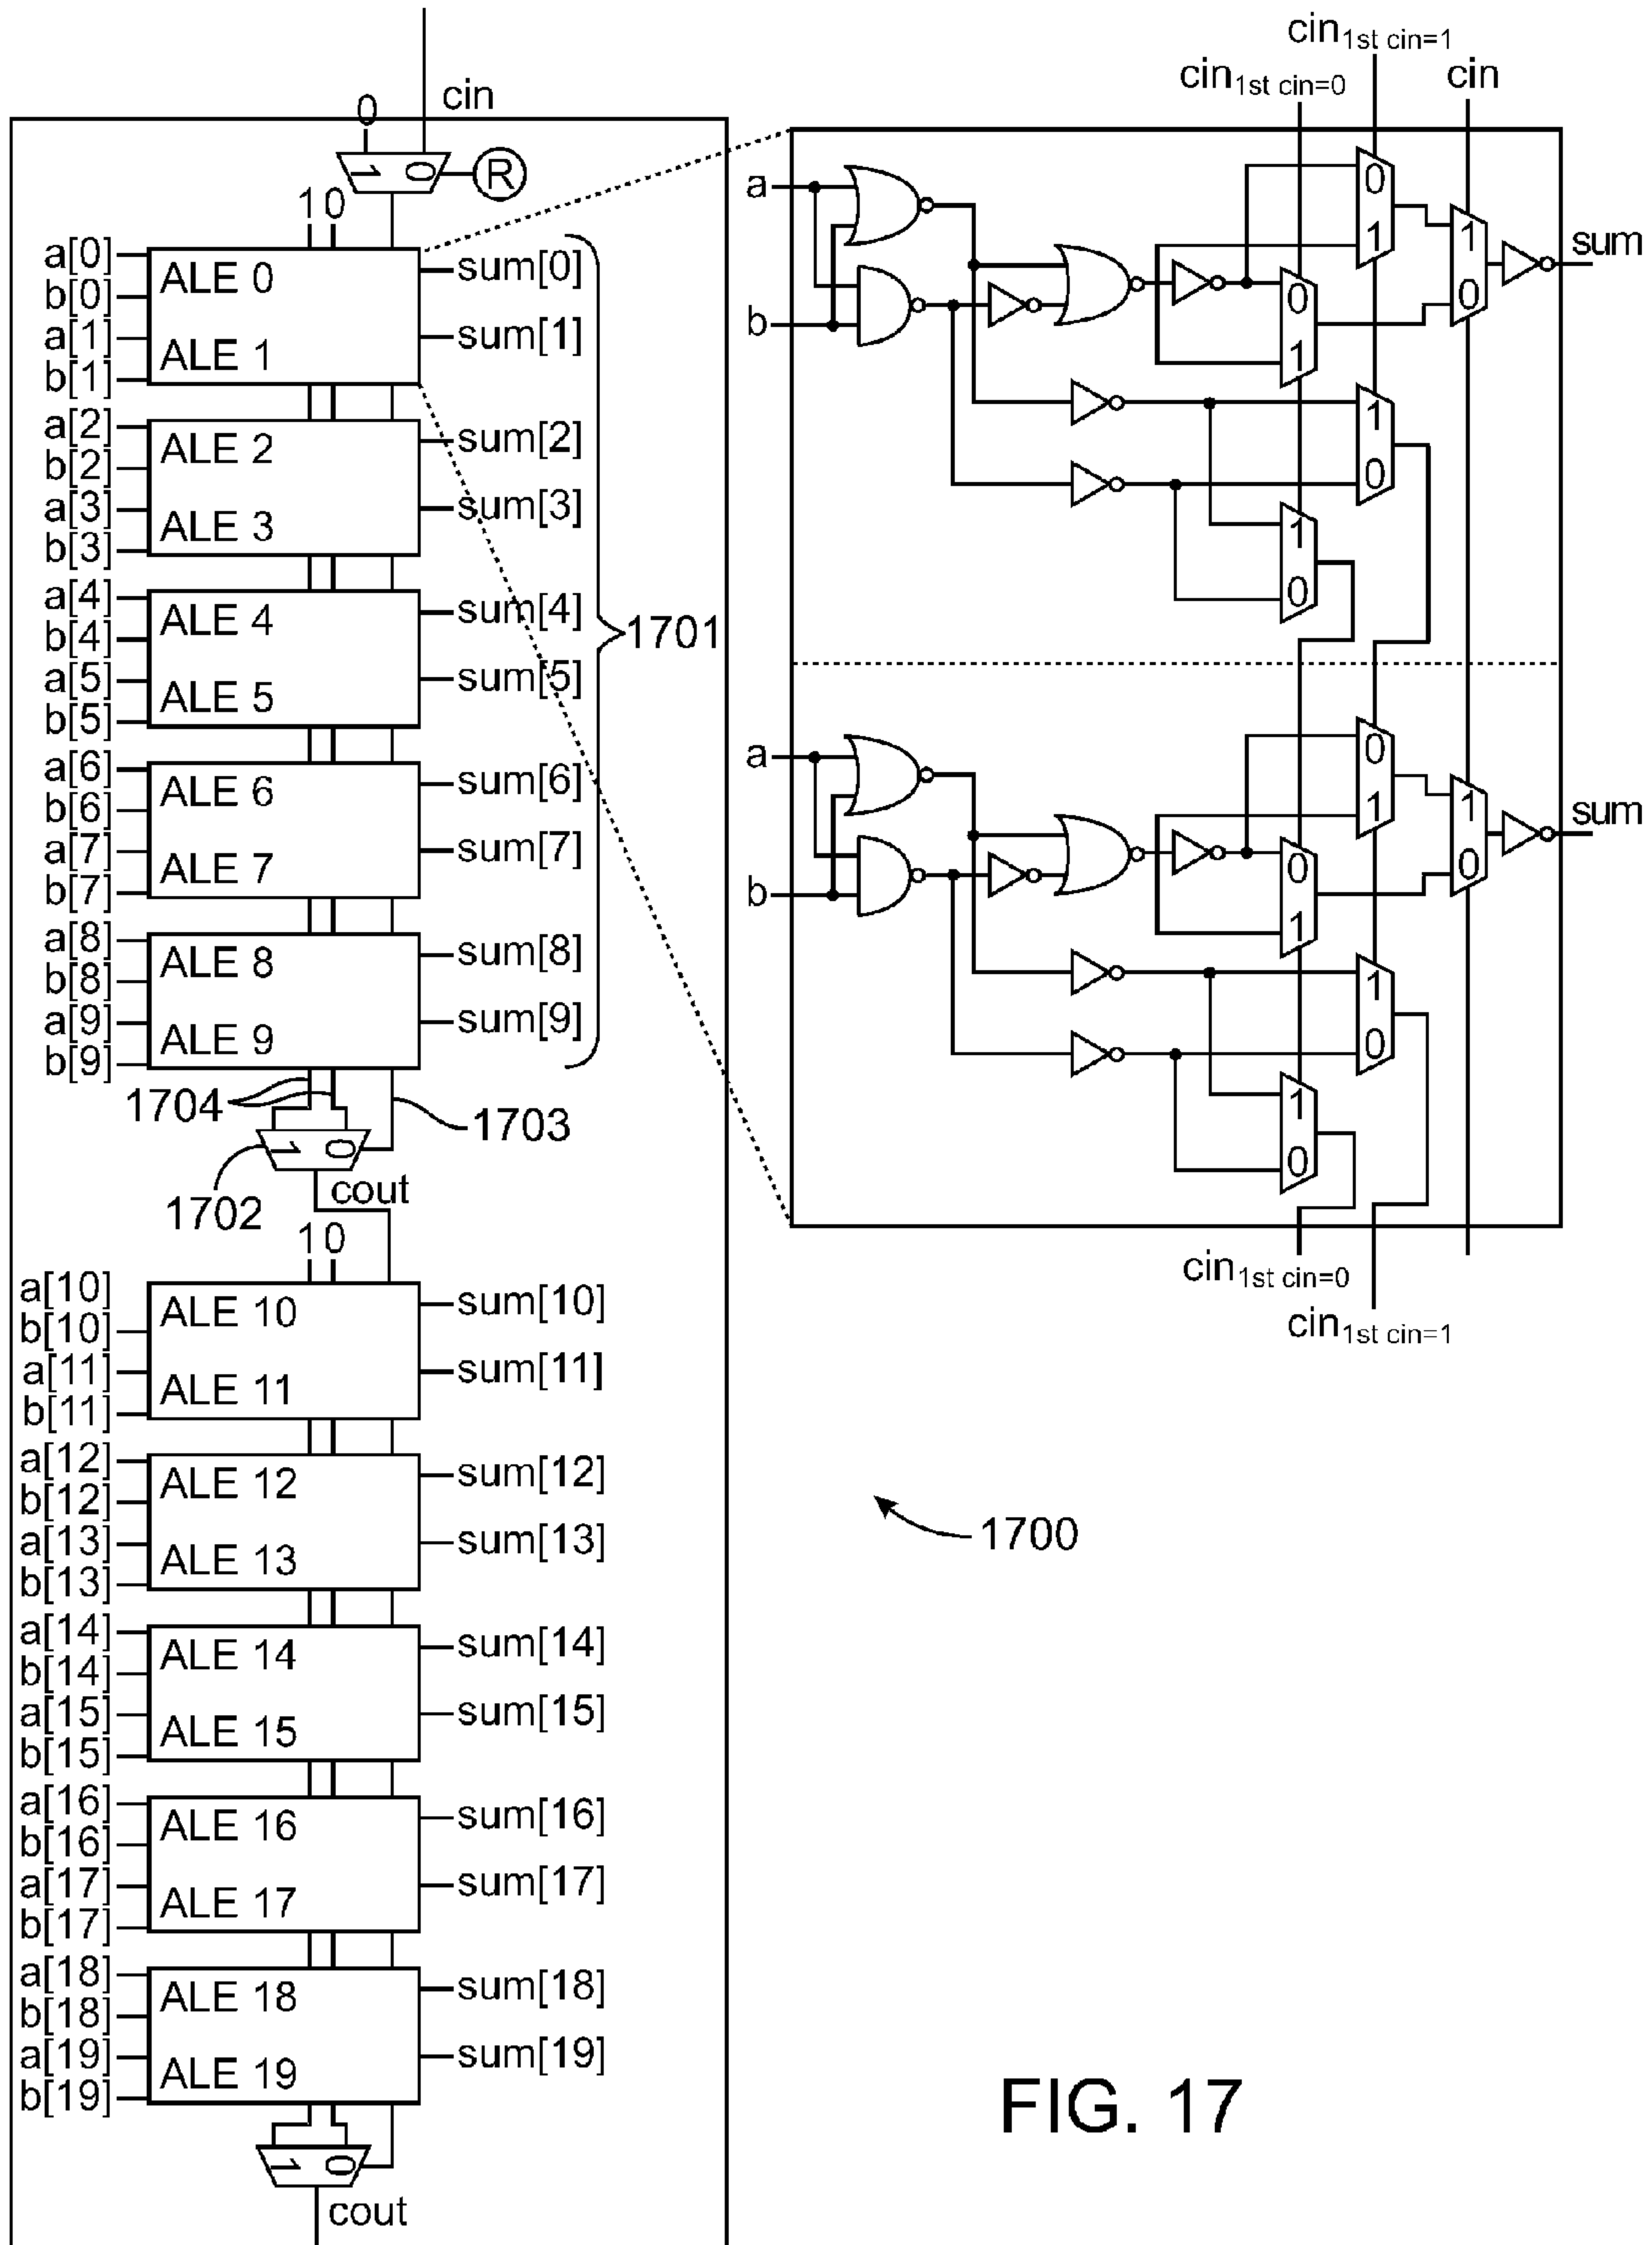 cin
0
1 0
R
1 0
a[0]
b[0]
a[1]
b[1]
ALE 0
ALE 1
sum[0]
sum[1]
a[2]
b[2]
a[3]
b[3]
ALE 2
ALE 3
sum[2]
sum[3]
a[4]
b[4]
a[5]
b[5]
ALE 4
ALE 5
sum[4]
sum[5]
1701
a[6]
b[6]
a[7]
b[7]
ALE 6
ALE 7
sum[6]
sum[7]
a[8]
b[8]
a[9]
b[9]
ALE 8
ALE 9
sum[8]
sum[9]
1704
1703
1 0
1702
cout
1 0
a[10]
b[10]
a[11]
b[11]
ALE 10
ALE 11
sum[10]
sum[11]
a[12]
b[12]
a[13]
b[13]
ALE 12
ALE 13
sum[12]
sum[13]
a[14]
b[14]
a[15]
b[15]
ALE 14
ALE 15
sum[14]
sum[15]
a[16]
b[16]
a[17]
b[17]
ALE 16
ALE 17
sum[16]
sum[17]
a[18]
b[18]
a[19]
b[19]
ALE 18
ALE 19
sum[18]
sum[19]
1 0
cout
cin1st cin=1
cin1st cin=0
cin
a
b
0
1
0
1
1
0
sum
1
0
1
0
a
b
0
1
0
1
1
0
sum
1
0
1
0
cin1st cin=0
cin1st cin=1
1700
FIG. 17